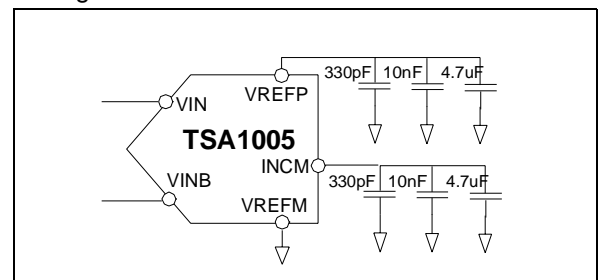 330pF 10nF 4.7uF
VREFP
VIN
TSA1005
INCM
VINB
330pF 10nF 4.7uF
VREFM